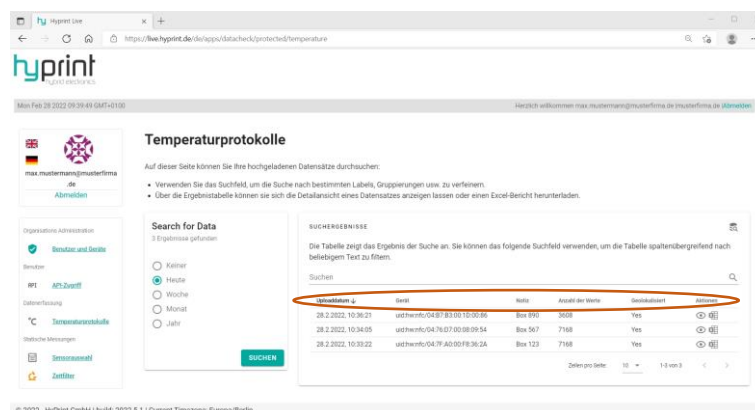 hy Hyprint Live
https://live.hyprint.de/de/apps/datacheck/protected/temperature
hyprint
hybrid electronics
Mon Feb 28 2022 09:39:49 GMT+0100
Herzlich willkommen max.mustermann@musterfirma.de (musterfirma.de) Abmelden
max.mustermann@musterfirma
.de
Abmelden
Organisations Administration
Benutzer und Geräte
Benutzer
API API-Zugriff
Datenerfassung
°C Temperaturprotokolle
Statische Messungen
Sensorauswahl
Zeitfilter
Temperaturprotokolle
Auf dieser Seite können Sie Ihre hochgeladenen Datensätze durchsuchen:
• Verwenden Sie das Suchfeld, um die Suche nach bestimmten Labels, Gruppierungen usw. zu verfeinern.
• Über die Ergebnistabelle können sie sich die Detailansicht eines Datensatzes anzeigen lassen oder einen Excel-Bericht herunterladen.
Search for Data
3 Ergebnisse gefunden
Keiner
Heute
Woche
Monat
Jahr
SUCHEN
SUCHERGEBNISSE
Die Tabelle zeigt das Ergebnis der Suche an. Sie können das folgende Suchfeld verwenden, um die Tabelle spaltenübergreifend nach
beliebigem Text zu filtern.
Suchen
Uploaddatum ↓ Gerät Notiz Anzahl der Werte Geolokalisiert Aktionen
28.2.2022, 10:36:21 uid:hw:nfc/04:B7:B3:00:1D:00:86 Box 890 3608 Yes
28.2.2022, 10:34:05 uid:hw:nfc/04:76:D7:00:08:09:54 Box 567 7168 Yes
28.2.2022, 10:33:22 uid:hw:nfc/04:7F:A0:00:F8:36:2A Box 123 7168 Yes
Zeilen pro Seite: 10 1-3 von 3
© 2022 - HyPrint GmbH | build: 2022.5.1 | Current Timezone: Europe/Berlin